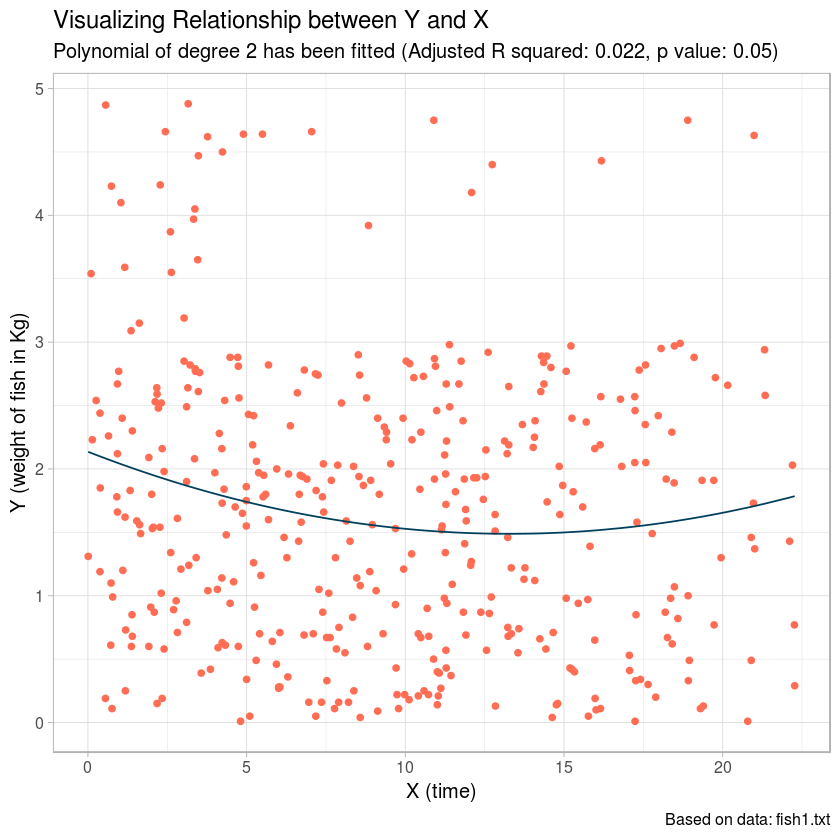 Visualizing Relationship between Y and X
Polynomial of degree 2 has been fitted (Adjusted R squared: 0.022, p value: 0.05)
5
4
3
2
1
0
Y (weight of fish in Kg)
0 5 10 15 20
X (time)
Based on data: fish1.txt